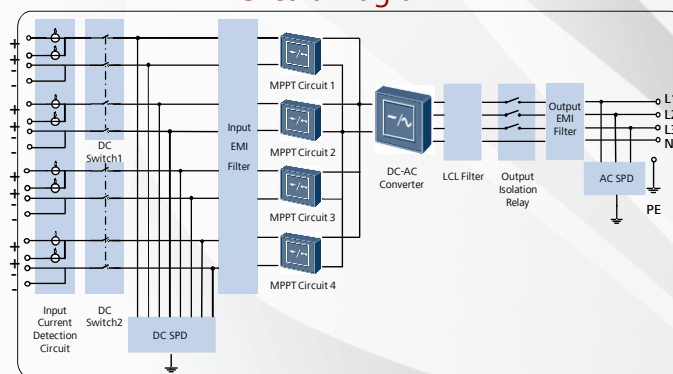 +
+
-
-
+
+
-
-
+
+
-
-
+
+
-
-
DC
Switch1
Input
EMI
Filter
MPPT Circuit 1
MPPT Circuit 2
MPPT Circuit 3
MPPT Circuit 4
DC-AC
Converter
LCL Filter
Output
Isolation
Relay
Output
EMI
Filter
L1
L2
L3
N
AC SPD
PE
Input
Current
Detection
Circuit
DC
Switch2
DC SPD